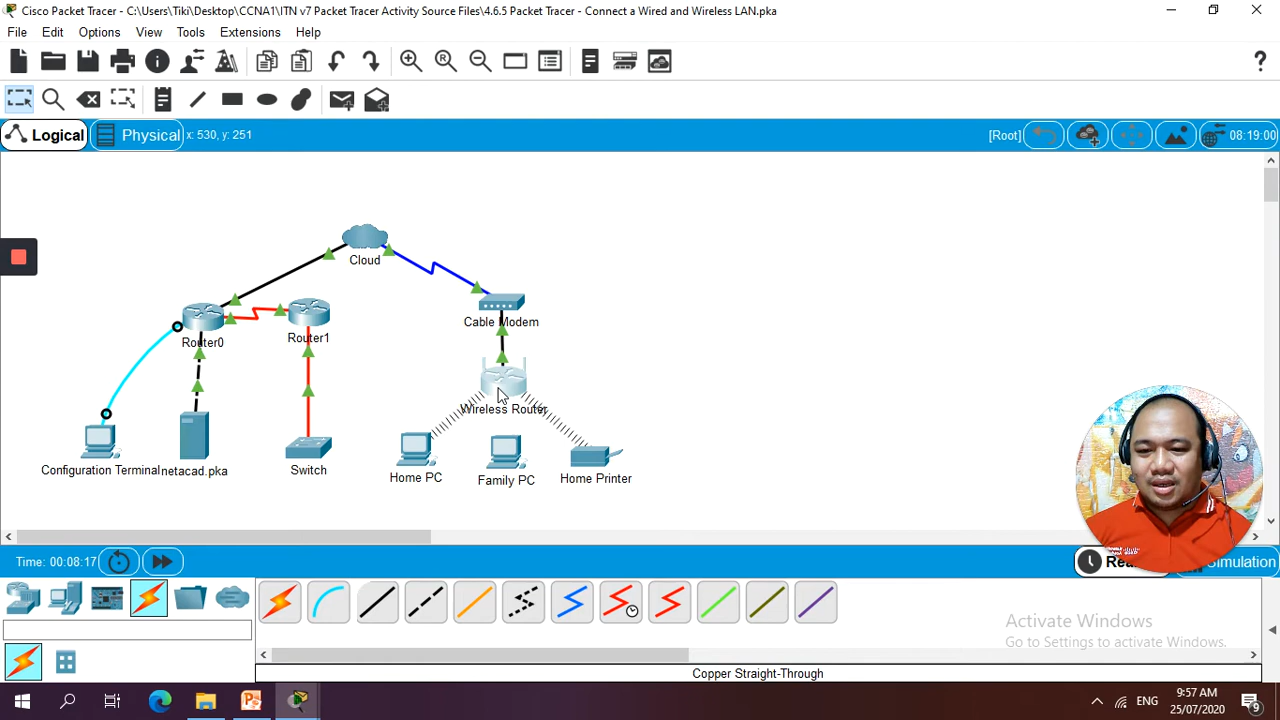 Cisco Packet Tracer - C:\Users\Tiki\Desktop\CCNA1\ITN v7 Packet Tracer Activity Source Files\4.6.5 Packet Tracer - Connect a Wired and Wireless LAN.pka
File Edit Options View Tools Extensions Help
Logical Physical x: 530, y: 251 [Root] 08:19:00
Cloud
Cable Modem
Router0
Router1
Wireless Router
Configuration Terminal
netacad.pka
Switch
Home PC
Family PC
Home Printer
Time: 00:08:17
Simulation
Activate Windows
Go to Settings to activate Windows.
Copper Straight-Through
ENG
9:57 AM
25/07/2020
9